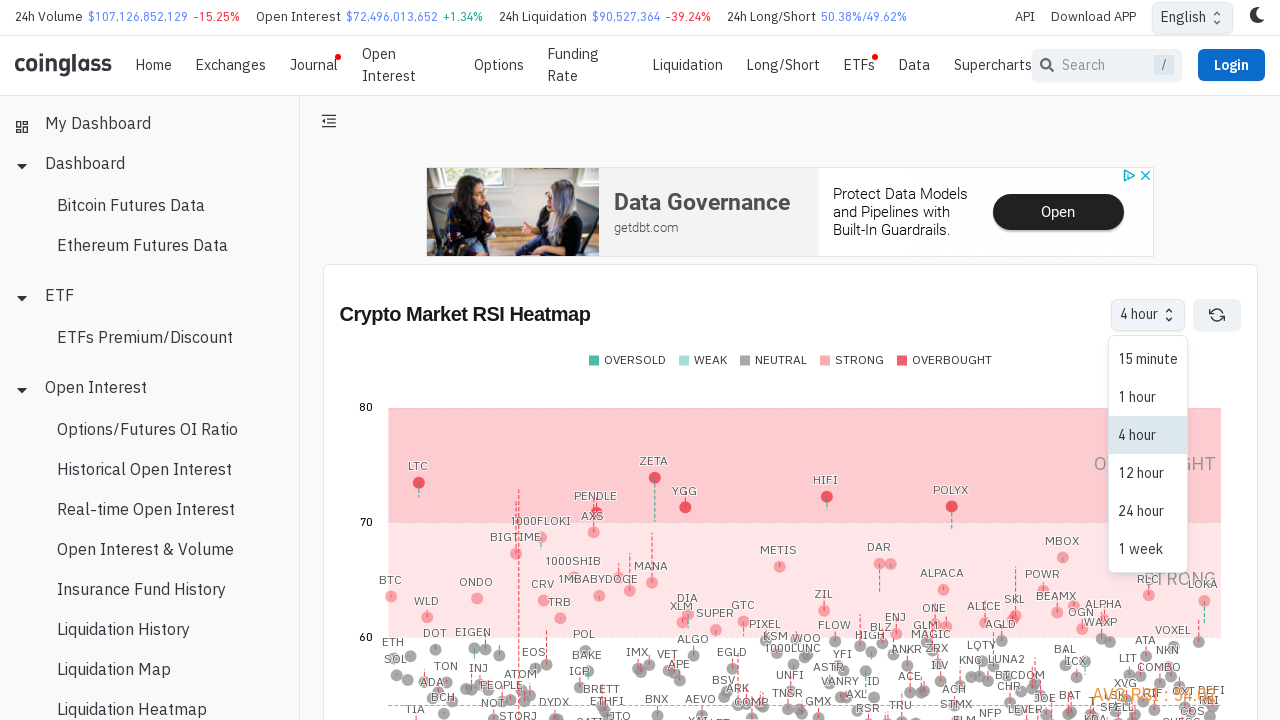 24h Volume $107,126,852,129 -15.25% Open Interest $72,496,013,652 +1.34% 24h Liquidation $90,527,364 -39.24% 24h Long/Short 50.38%/49.62% API Download APP English
coinglass Home Exchanges Journal Open Interest Options Funding Rate Liquidation Long/Short ETFs Data Supercharts Search / Login
My Dashboard
Dashboard
Bitcoin Futures Data
Ethereum Futures Data
ETF
ETFs Premium/Discount
Open Interest
Options/Futures OI Ratio
Historical Open Interest
Real-time Open Interest
Open Interest & Volume
Insurance Fund History
Liquidation History
Liquidation Map
Liquidation Heatmap
Data Governance
getdbt.com
Protect Data Models
and Pipelines with
Built-In Guardrails.
Open
Crypto Market RSI Heatmap
4 hour
15 minute
1 hour
4 hour
12 hour
24 hour
1 week
OVERSOLD WEAK NEUTRAL STRONG OVERBOUGHT
80
LTC ZETA HIFI POLYX
PENDLE YGG
70
1000FLOKI AXS
BIGTIME METIS DAR MBOX
1000SHIB MANA
BTC ONDO CRV 1MBABYDOGE ALPACA POWR REC LOKA
STRONG
WLD TRB XLM DIA GTC ZIL ONE ALICE SKL BEAMX ALPHA
SUPER PIXEL FLOW ENJ GLM AGLD OGN WAXP
60
ETH DOT EIGEN POL ALGO KSM WOO HIGH BLZ MAGIC VOXEL
SOL EOS BAKE IMX VET EGLD 1000LUNC YFI ANKR ZRX LQTY BAL ATA NKN
TON INJ ATOM ICP APE UNFI ASTR ACE ILV KNC LUNA2 ICX LIT COMBO
ADA PEOPLE BRETT BSV ARK TNSR VANRY ID ACH BTCDOM CHR XVG
BCH NOT DYDX ETHFI BNX AEVO COMP GMX AXL TRU STMX JOE BAT
TIA STORJ JTO RSR NFP LEVER SPELL